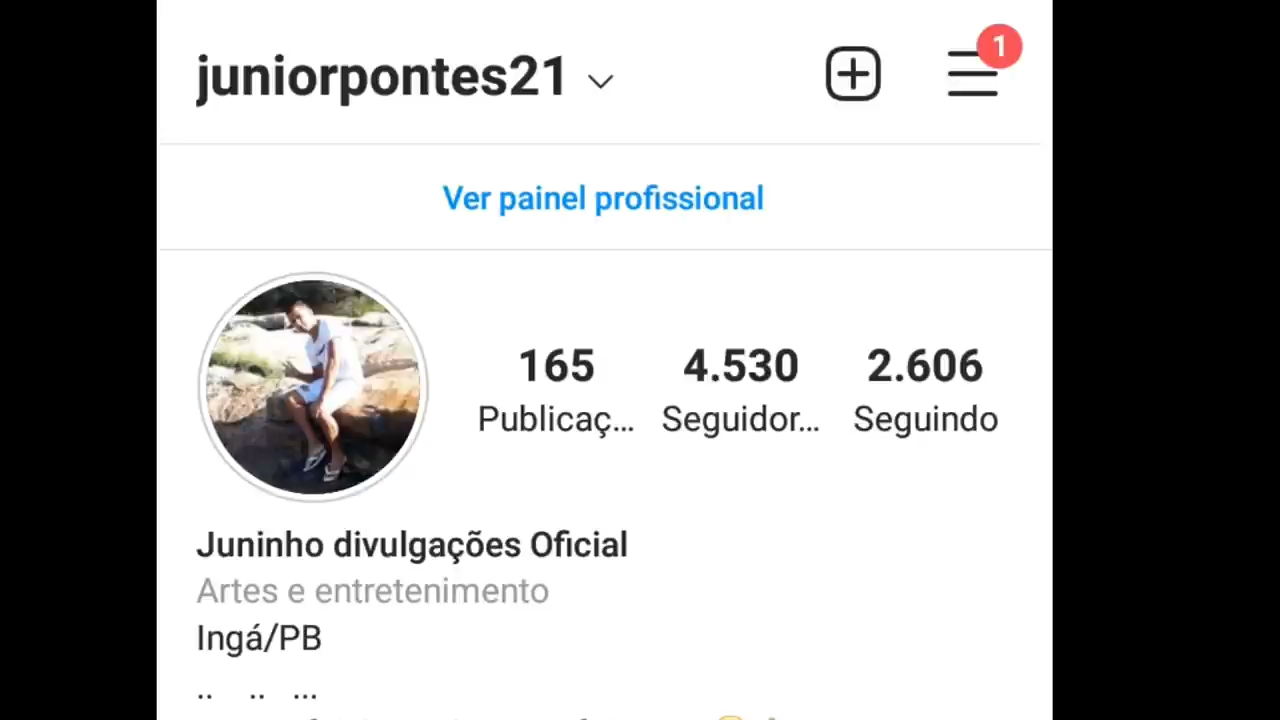 juniorpontes21
1
Ver painel profissional
165 4.530 2.606
Publicaç... Seguidor... Seguindo
Juninho divulgações Oficial
Artes e entretenimento
Ingá/PB